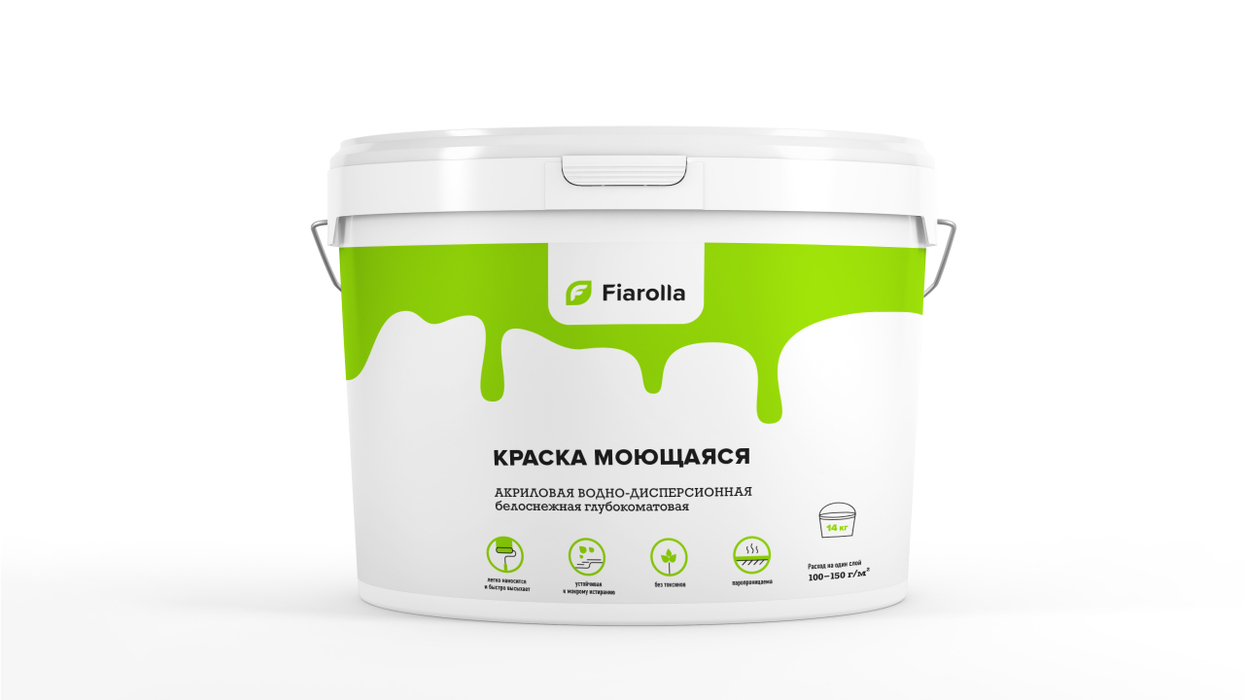 Fiarolla
КРАСКА МОЮЩАЯСЯ
АКРИЛОВАЯ ВОДНО-ДИСПЕРСИОННАЯ
белоснежная глубокоматовая
14 кг
легко наносится
и быстро высыхает
устойчивая
к мокрому истиранию
без токсинов
паропроницаема
Расход на один слой
100–150 г/м²